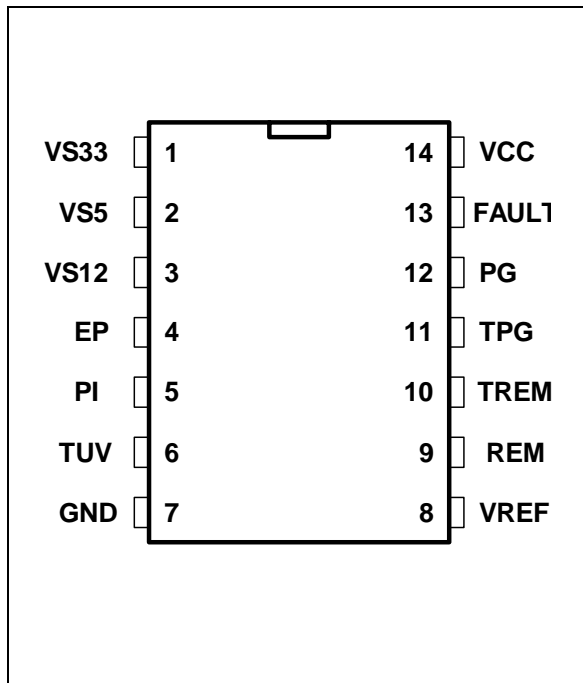 VS33 1 14 VCC
VS5 2 13 FAULT
VS12 3 12 PG
EP 4 11 TPG
PI 5 10 TREM
TUV 6 9 REM
GND 7 8 VREF